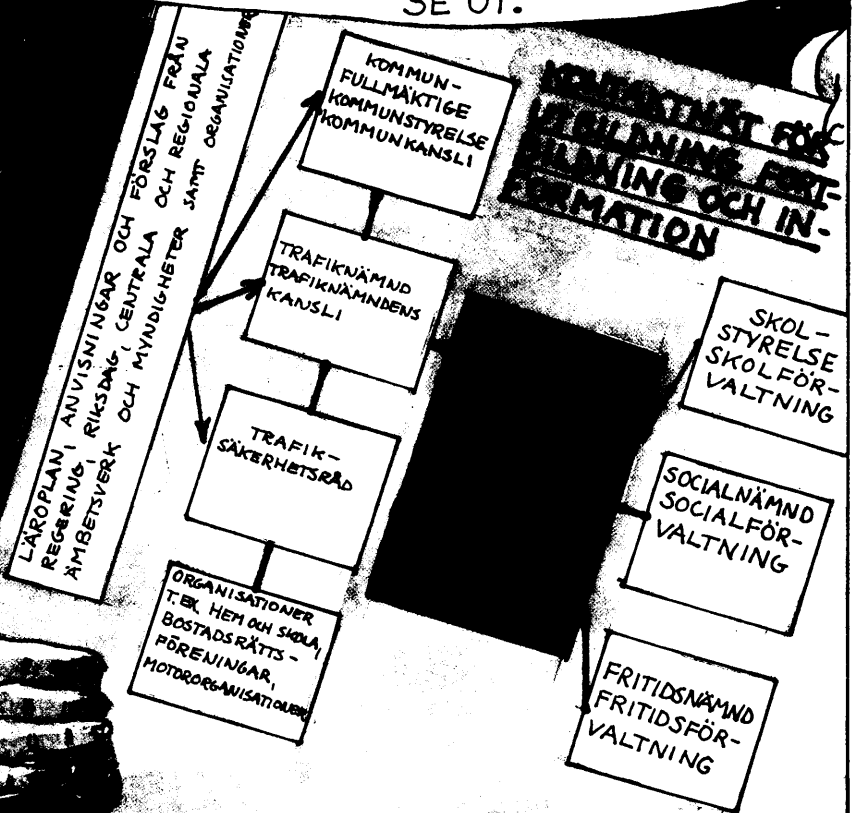 SE UT.
KONTAKTNÄT FÖR
UTBILDNING FORT-
BILDNING OCH IN-
FORMATION
LÄROPLAN, ANVISNINGAR OCH FÖRSLAG FRÅN
REGERING, RIKSDAG, CENTRALA OCH REGIONALA
ÄMBETSVERK OCH MYNDIGHETER SAMT ORGANISATIONER
KOMMUN-
FULLMÄKTIGE
KOMMUNSTYRELSE
KOMMUNKANSLI
TRAFIKNÄMND
TRAFIKNÄMNDENS
KANSLI
TRAFIK-
SÄKERHETSRÅD
ORGANISATIONER
T.EX. HEM OCH SKOLA,
BOSTADSRÄTTS-
FÖRENINGAR,
MOTORORGANISATIONER
SKOL-
STYRELSE
SKOLFÖR-
VALTNING
SOCIALNÄMND
SOCIALFÖR-
VALTNING
FRITIDSNÄMND
FRITIDSFÖR-
VALTNING